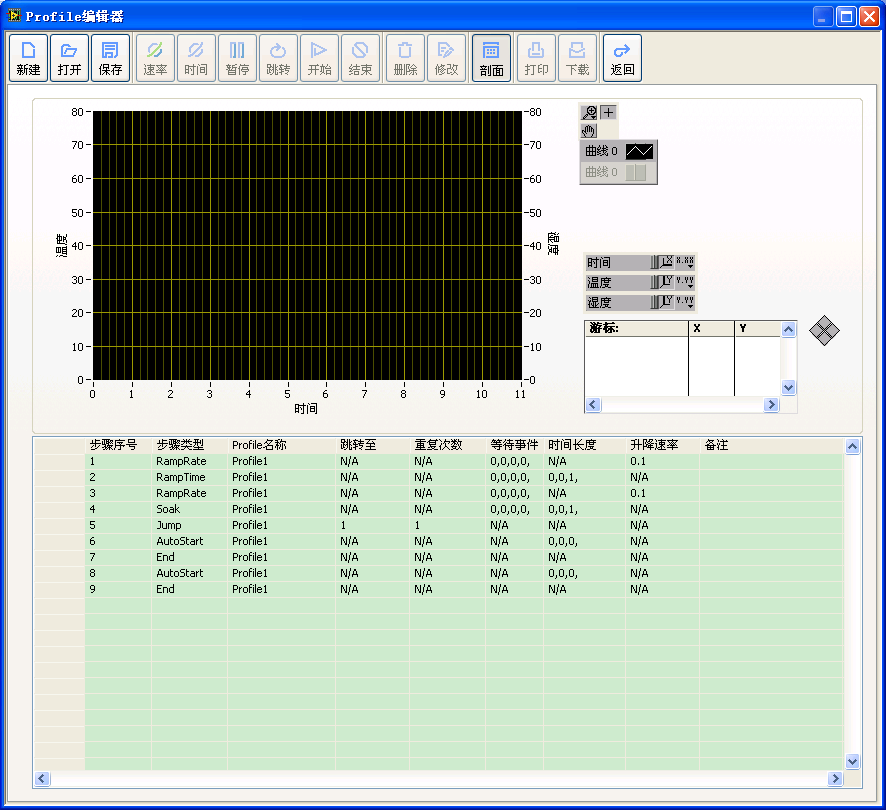 Profile编辑器
新建 打开 保存 速率 时间 暂停 跳转 开始 结束 删除 修改 剖面 打印 下载 返回
80 80
70 70
60 60
50 50
40 40
30 30
20 20
10 10
0 0
温度
湿度
0 1 2 3 4 5 6 7 8 9 10 11
时间
曲线 0
曲线 0
时间 X X.XX
温度 Y Y.YY
湿度 Y Y.YY
游标: X Y
步骤序号 步骤类型 Profile名称 跳转至 重复次数 等待事件 时间长度 升降速率 备注
1 RampRate Profile1 N/A N/A 0,0,0,0, N/A 0.1
2 RampTime Profile1 N/A N/A 0,0,0,0, 0,0,1, N/A
3 RampRate Profile1 N/A N/A 0,0,0,0, N/A 0.1
4 Soak Profile1 N/A N/A 0,0,0,0, 0,0,1, N/A
5 Jump Profile1 1 1 N/A N/A N/A
6 AutoStart Profile1 N/A N/A N/A 0,0,0, N/A
7 End Profile1 N/A N/A N/A N/A N/A
8 AutoStart Profile1 N/A N/A N/A 0,0,0, N/A
9 End Profile1 N/A N/A N/A N/A N/A